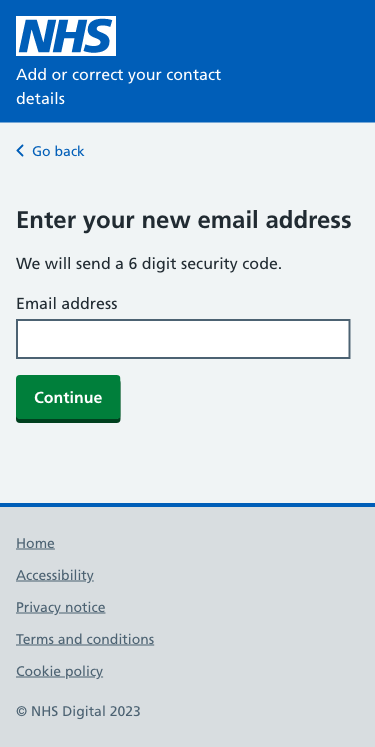 NHS
Add or correct your contact
details
Go back
Enter your new email address
We will send a 6 digit security code.
Email address
Continue
Home
Accessibility
Privacy notice
Terms and conditions
Cookie policy
© NHS Digital 2023